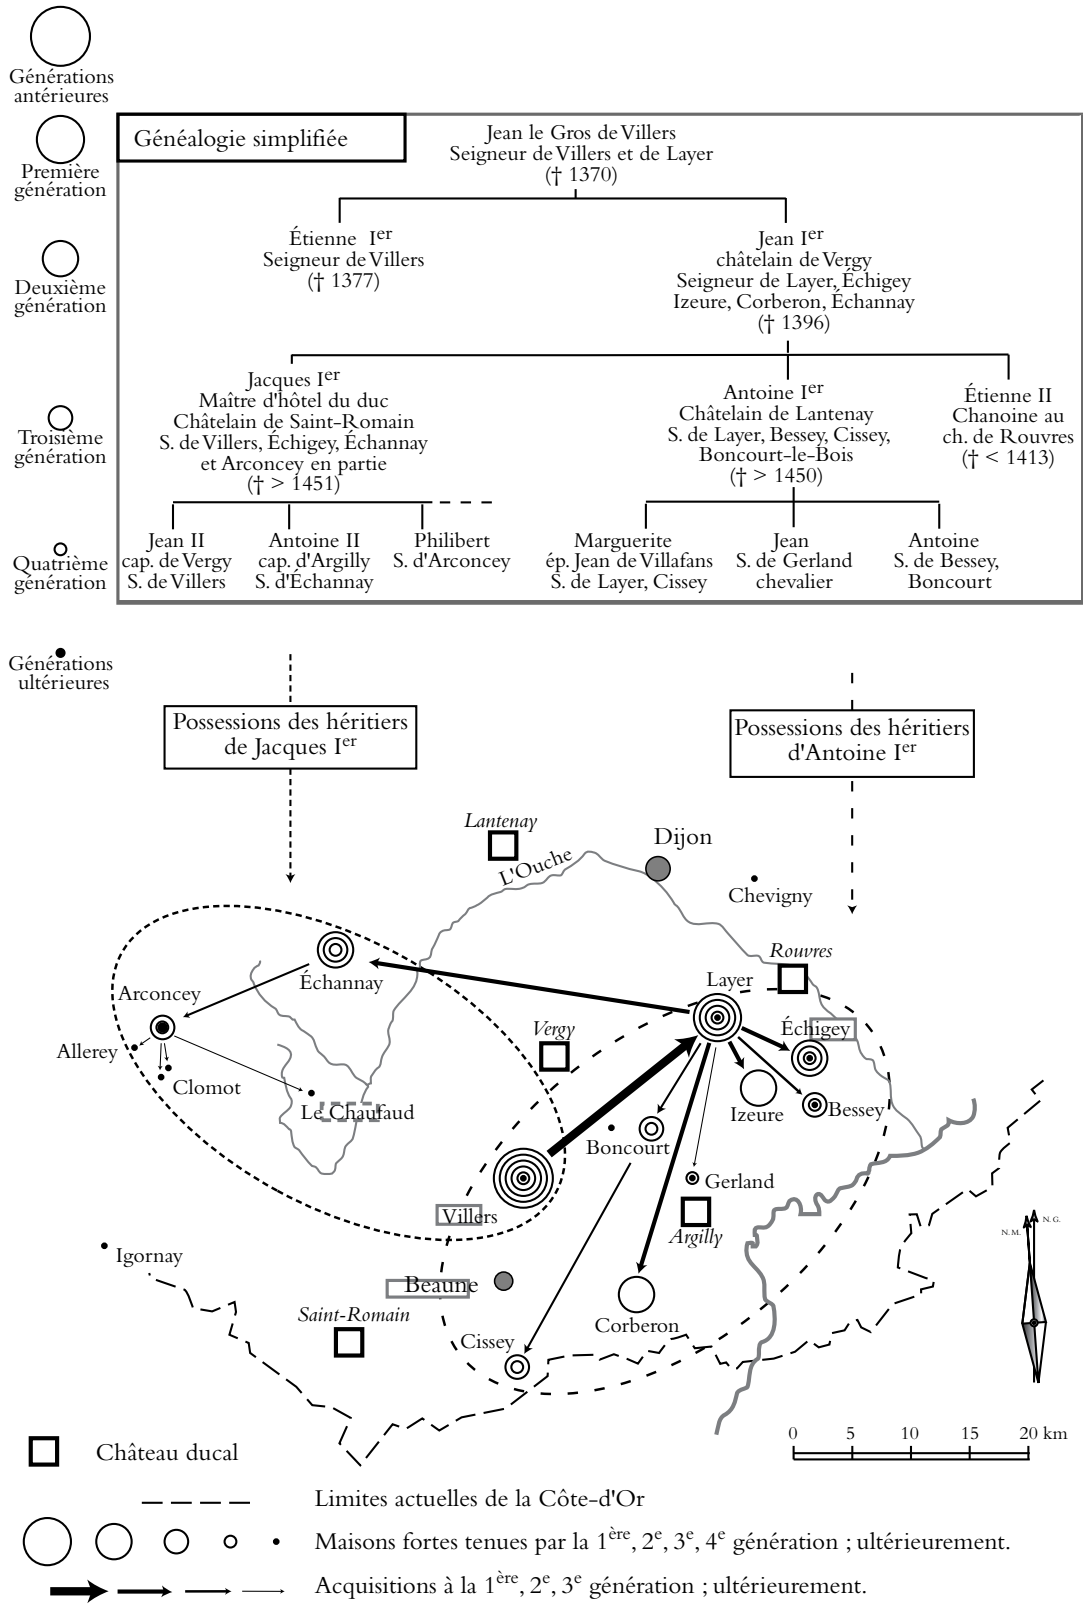 Générations
antérieures
Première
génération
Deuxième
génération
Troisième
génération
Quatrième
génération
Générations
ultérieures
Généalogie simplifiée
Jean le Gros de Villers
Seigneur de Villers et de Layer
(† 1370)
Étienne Ier
Seigneur de Villers
(† 1377)
Jean Ier
châtelain de Vergy
Seigneur de Layer, Échigey
Izeure, Corberon, Échannay
(† 1396)
Jacques Ier
Maître d'hôtel du duc
Châtelain de Saint-Romain
S. de Villers, Échigey, Échannay
et Arconcey en partie
(† > 1451)
Antoine Ier
Châtelain de Lantenay
S. de Layer, Bessey, Cissey,
Boncourt-le-Bois
(† > 1450)
Étienne II
Chanoine au
ch. de Rouvres
(† < 1413)
Jean II
cap. de Vergy
S. de Villers
Antoine II
cap. d'Argilly
S. d'Échannay
Philibert
S. d'Arconcey
Marguerite
ép. Jean de Villafans
S. de Layer, Cissey
Jean
S. de Gerland
chevalier
Antoine
S. de Bessey,
Boncourt
Possessions des héritiers
de Jacques Ier
Possessions des héritiers
d'Antoine Ier
Lantenay
L'Ouche
Dijon
Chevigny
Rouvres
Échannay
Layer
Arconcey
Vergy
Échigey
Allerey
Clomot
Le Chaufaud
Izeure
Bessey
Boncourt
Gerland
Villers
Argilly
Igornay
Beaune
Saint-Romain
Corberon
Cissey
N.M.
N.G.
0 5 10 15 20 km
Château ducal
Limites actuelles de la Côte-d'Or
Maisons fortes tenues par la 1ère, 2e, 3e, 4e génération ; ultérieurement.
Acquisitions à la 1ère, 2e, 3e génération ; ultérieurement.